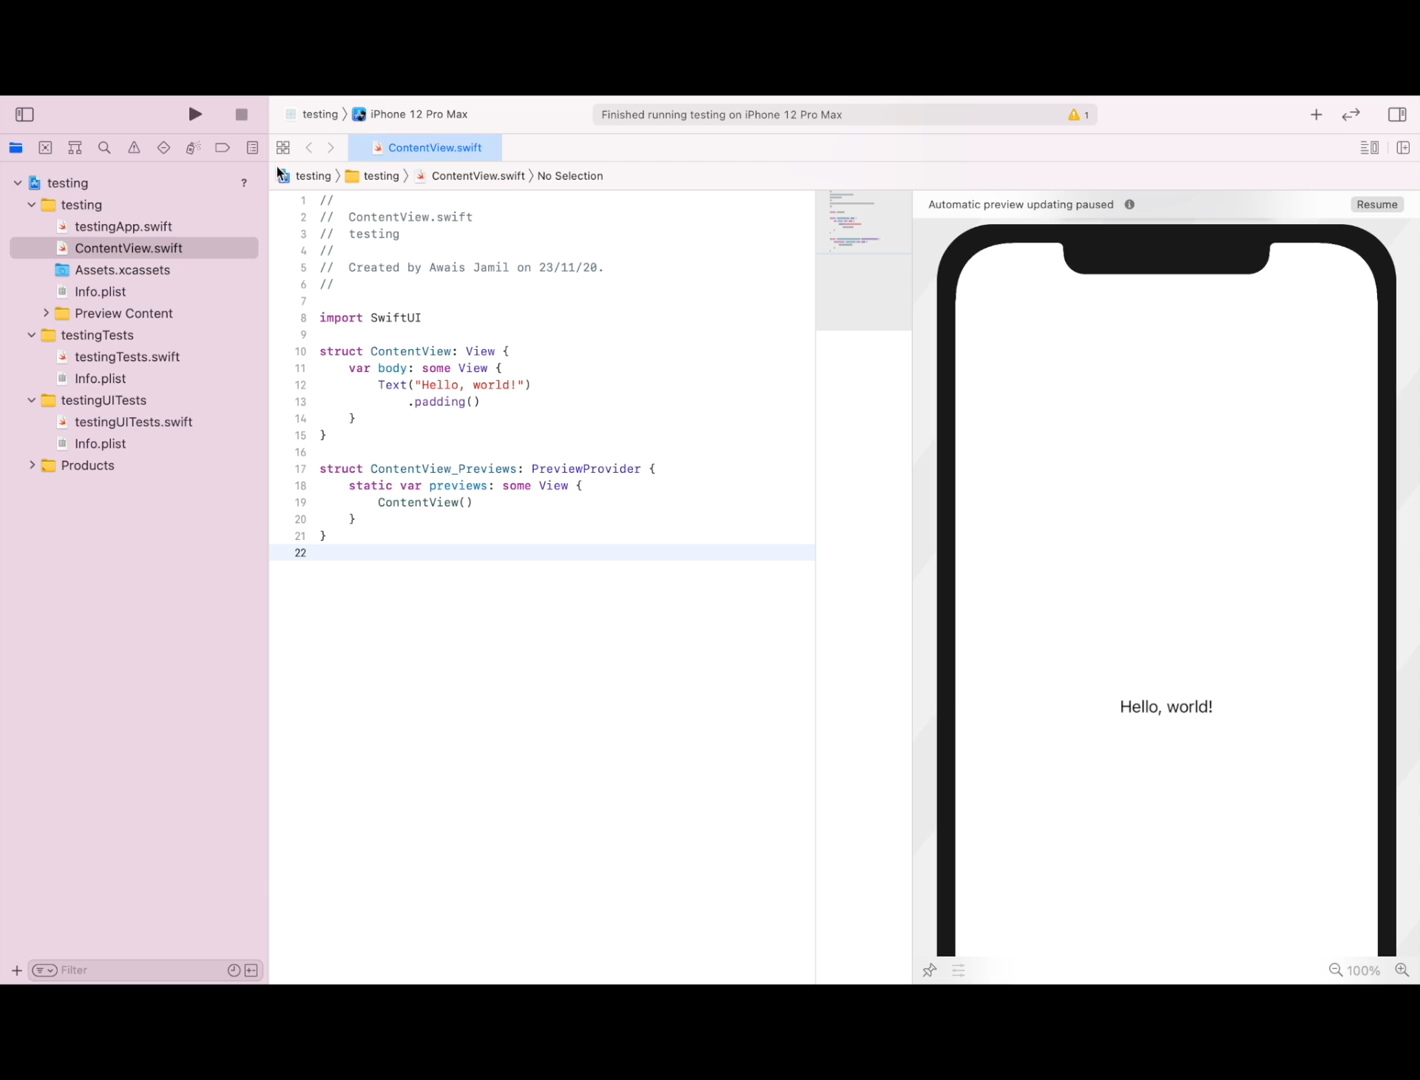 testing
iPhone 12 Pro Max
Finished running testing on iPhone 12 Pro Max
1
ContentView.swift
testing
testing
ContentView.swift
No Selection
testing
?
testing
testingApp.swift
ContentView.swift
Assets.xcassets
Info.plist
Preview Content
testingTests
testingTests.swift
Info.plist
testingUITests
testingUITests.swift
Info.plist
Products
Filter
1 //
2 //  ContentView.swift
3 //  testing
4 //
5 //  Created by Awais Jamil on 23/11/20.
6 //
7
8 import SwiftUI
9
10 struct ContentView: View {
11     var body: some View {
12         Text("Hello, world!")
13             .padding()
14     }
15 }
16
17 struct ContentView_Previews: PreviewProvider {
18     static var previews: some View {
19         ContentView()
20     }
21 }
22
Automatic preview updating paused
Resume
Hello, world!
100%